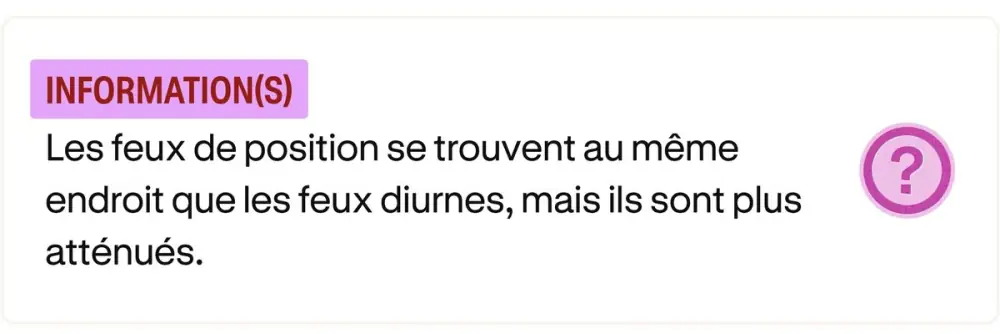 INFORMATION(S)
Les feux de position se trouvent au même
endroit que les feux diurnes, mais ils sont plus
atténués.
?